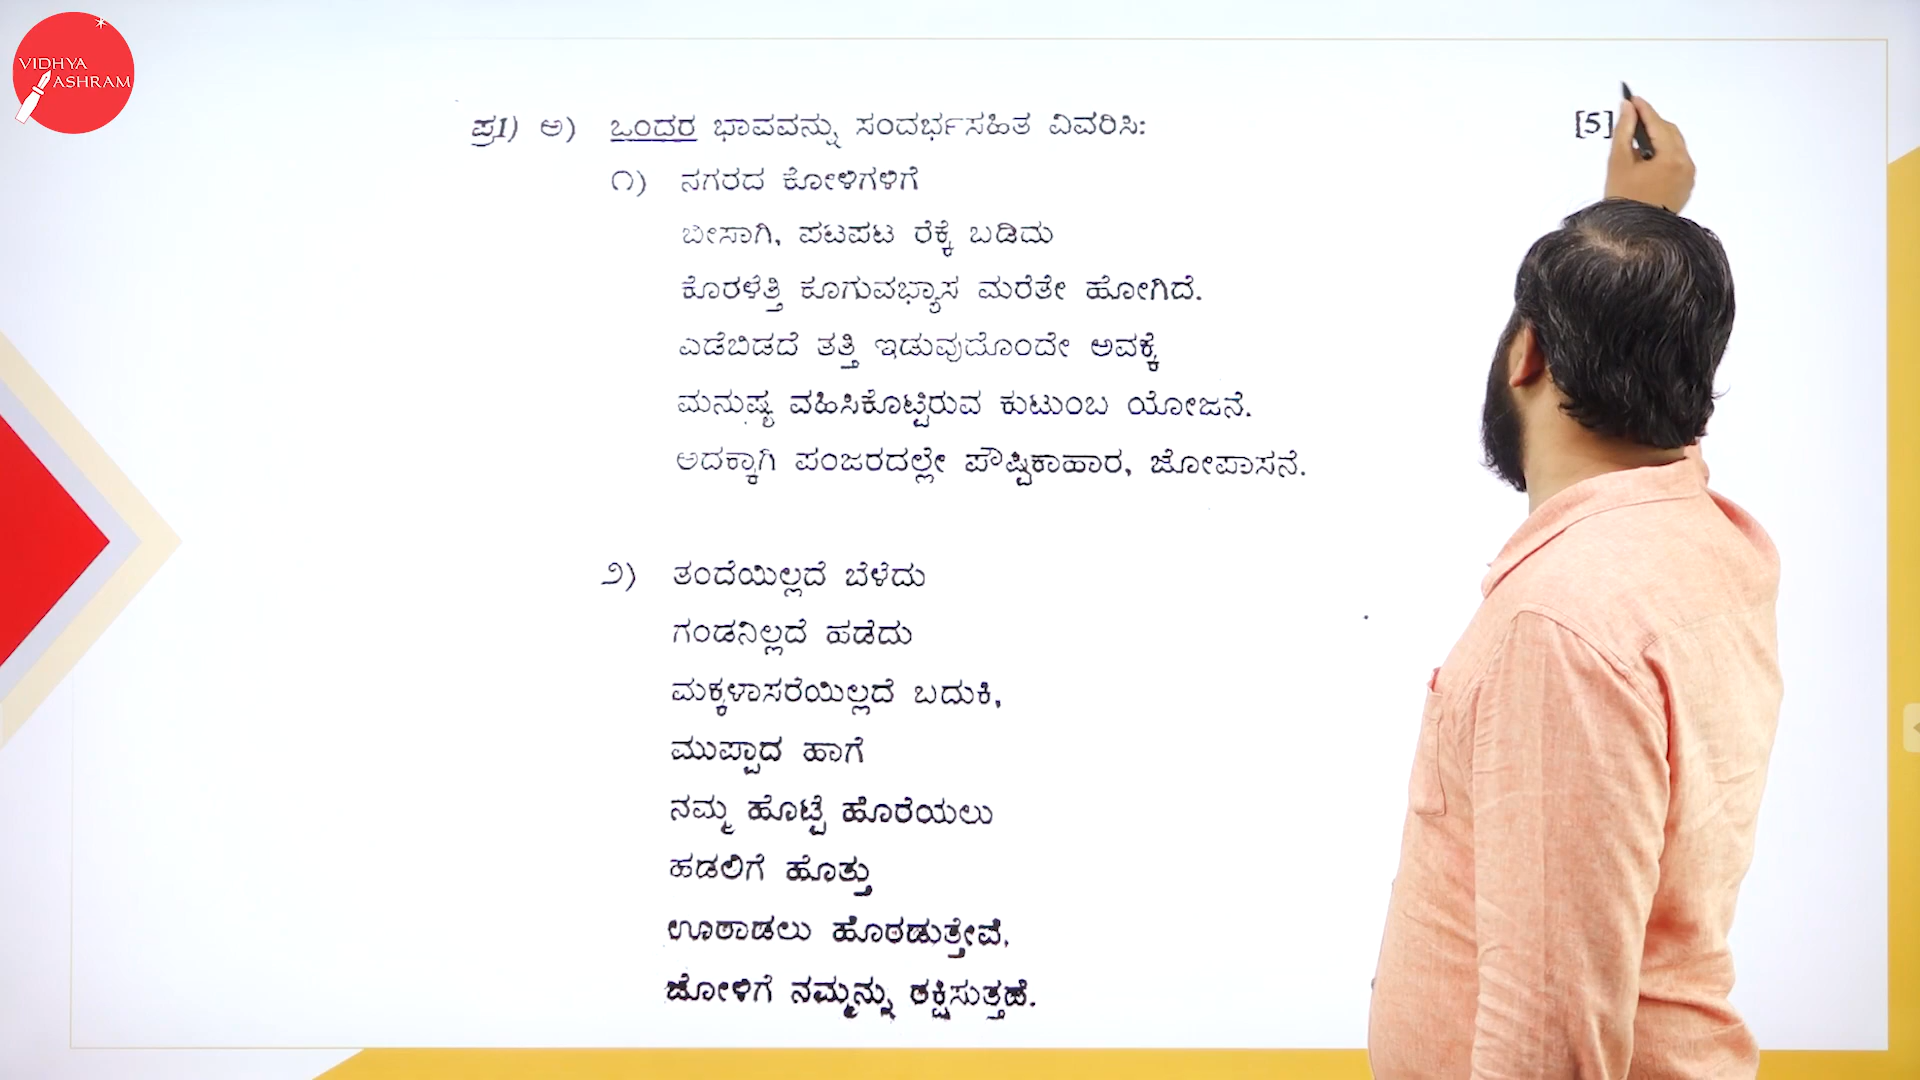 VIDHYA
ASHRAM
ಪ್ರ1) ಅ) ಒಂದರ ಭಾವವನ್ನು ಸಂದರ್ಭಸಹಿತ ವಿವರಿಸಿ: [5]
೧) ನಗರದ ಕೋಳಿಗಳಿಗೆ
ಬೀಸಾಗಿ, ಪಟಪಟ ರೆಕ್ಕೆ ಬಡಿದು
ಕೊರಳೆತ್ತಿ ಕೂಗುವಭ್ಯಾಸ ಮರೆತೇ ಹೋಗಿದೆ.
ಎಡೆಬಿಡದೆ ತತ್ತಿ ಇಡುವುದೊಂದೇ ಅವಕ್ಕೆ
ಮನುಷ್ಯ ವಹಿಸಿಕೊಟ್ಟಿರುವ ಕುಟುಂಬ ಯೋಜನೆ.
ಅದಕ್ಕಾಗಿ ಪಂಜರದಲ್ಲೇ ಪೌಷ್ಟಿಕಾಹಾರ, ಜೋಪಾಸನೆ.
೨) ತಂದೆಯಿಲ್ಲದೆ ಬೆಳೆದು
ಗಂಡನಿಲ್ಲದೆ ಹಡೆದು
ಮಕ್ಕಳಾಸರೆಯಿಲ್ಲದೆ ಬದುಕಿ,
ಮುಪ್ಪಾದ ಹಾಗೆ
ನಮ್ಮ ಹೊಟ್ಟೆ ಹೊರೆಯಲು
ಹಡಲಿಗೆ ಹೊತ್ತು
ಊರಾಡಲು ಹೊರಡುತ್ತೇವೆ.
ಜೋಳಿಗೆ ನಮ್ಮನ್ನು ರಕ್ಷಿಸುತ್ತದೆ.